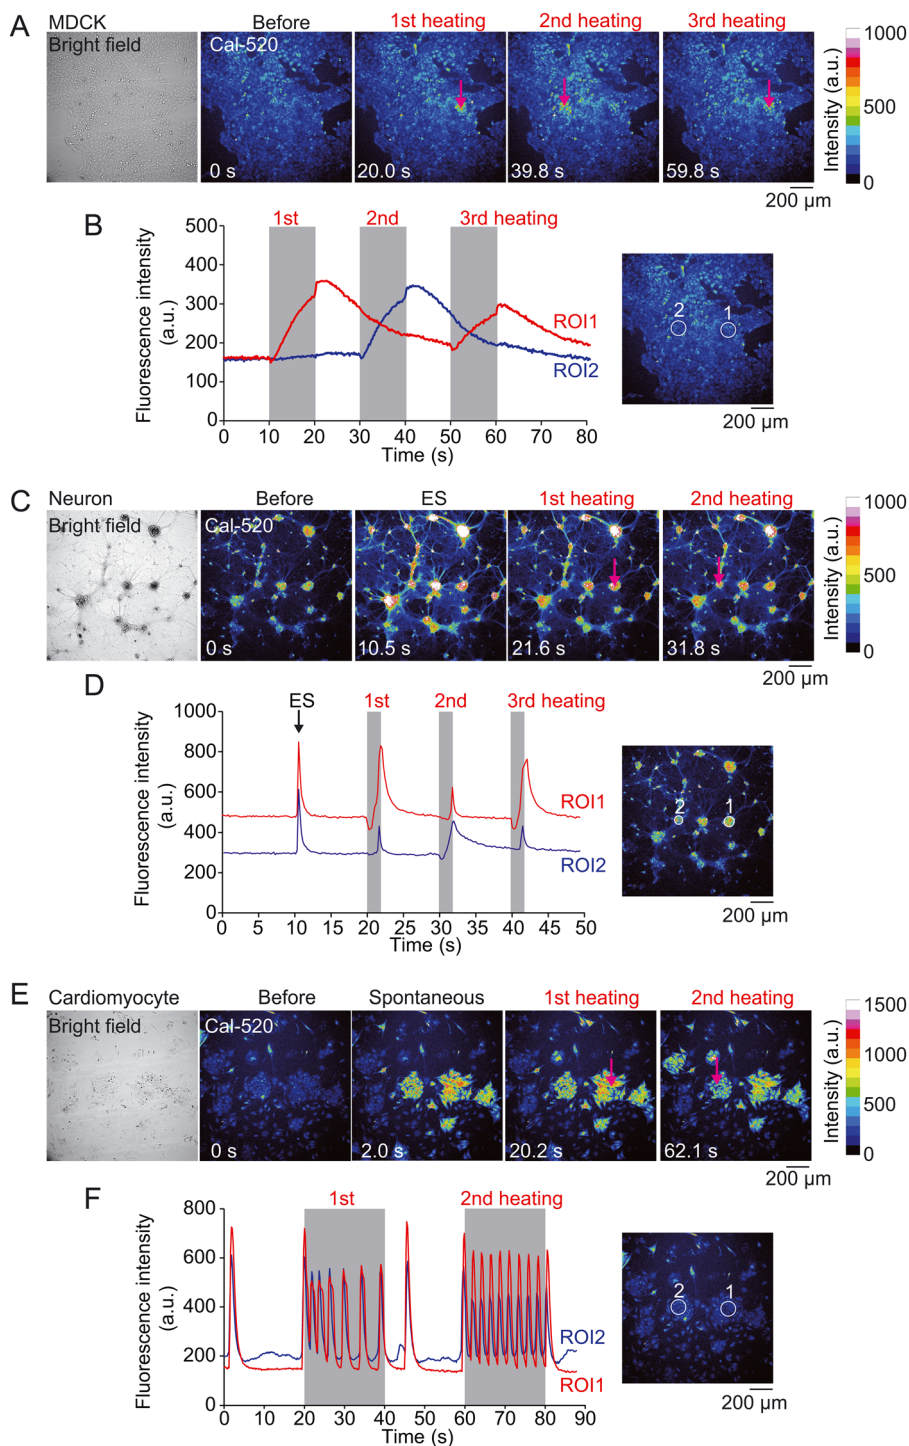 A
MDCK
Before
1st heating
2nd heating
3rd heating
Bright field
Cal-520
0 s
20.0 s
39.8 s
59.8 s
1000
500
0
Intensity (a.u.)
200 µm
B
1st
2nd
3rd heating
500
400
300
200
100
0
Fluorescence intensity
(a.u.)
ROI1
ROI2
0 10 20 30 40 50 60 70 80
Time (s)
2
1
200 µm
C
Neuron
Before
ES
1st heating
2nd heating
Bright field
Cal-520
0 s
10.5 s
21.6 s
31.8 s
1000
500
0
Intensity (a.u.)
200 µm
D
ES
1st
2nd
3rd heating
1000
800
600
400
200
0
Fluorescence intensity
(a.u.)
ROI1
ROI2
0 5 10 15 20 25 30 35 40 45 50
Time (s)
2
1
200 µm
E
Cardiomyocyte
Before
Spontaneous
1st heating
2nd heating
Bright field
Cal-520
0 s
2.0 s
20.2 s
62.1 s
1500
1000
500
0
Intensity (a.u.)
200 µm
F
1st
2nd heating
800
600
400
200
0
Fluorescence intensity
(a.u.)
ROI2
ROI1
0 10 20 30 40 50 60 70 80 90
Time (s)
2
1
200 µm